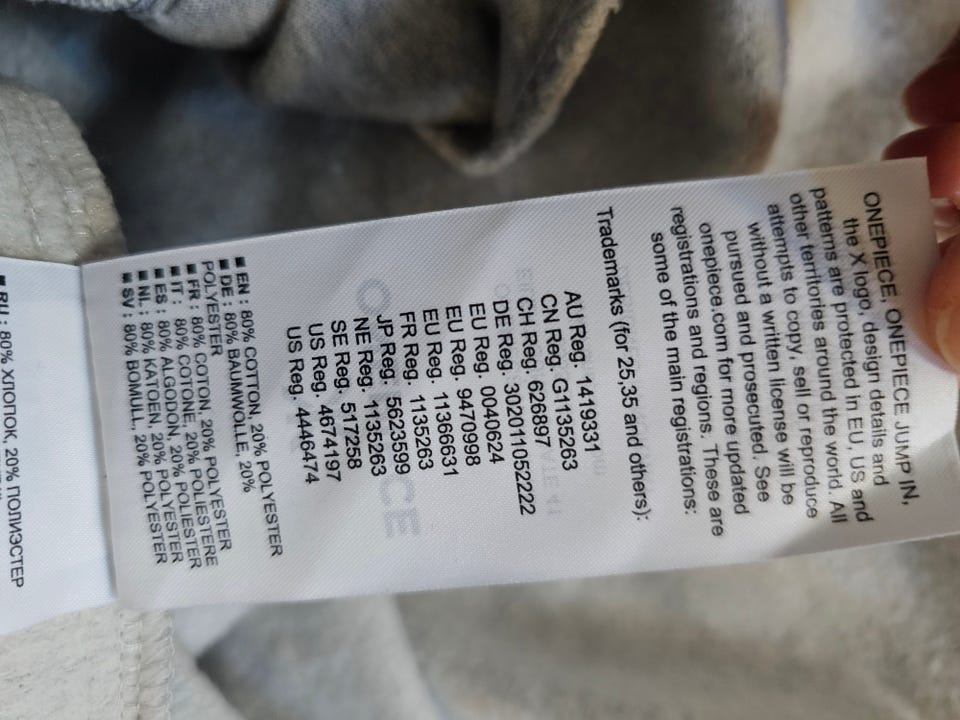 ONEPIECE, ONEPIECE JUMP IN,
the X logo, design details and
patterns are protected in EU, US and
other territories around the world. All
attempts to copy, sell or reproduce
without a written license will be
pursued and prosecuted. See
onepiece.com for more updated
registrations and regions. These are
some of the main registrations:
Trademarks (for 25,35 and others):
AU Reg. 1419331
CN Reg. G1135263
CH Reg. 626897
DE Reg. 302011052222
EU Reg. 0040624
EU Reg. 9470998
EU Reg. 11366631
FR Reg. 1135263
JP Reg. 5623599
NE Reg. 1135263
SE Reg. 517258
US Reg. 4674197
US Reg. 4446474
■ EN : 80% COTTON, 20% POLYESTER
■ DE : 80% BAUMWOLLE, 20%
POLYESTER
■ FR : 80% COTON, 20% POLYESTER
■ IT : 80% COTONE, 20% POLIESTERE
■ ES : 80% ALGODON, 20% POLIESTER
■ NL : 80% KATOEN, 20% POLYESTER
■ SV : 80% BOMULL, 20% POLYESTER
■ RU : 80% ХЛОПОК, 20% ПОЛИЭСТЕР